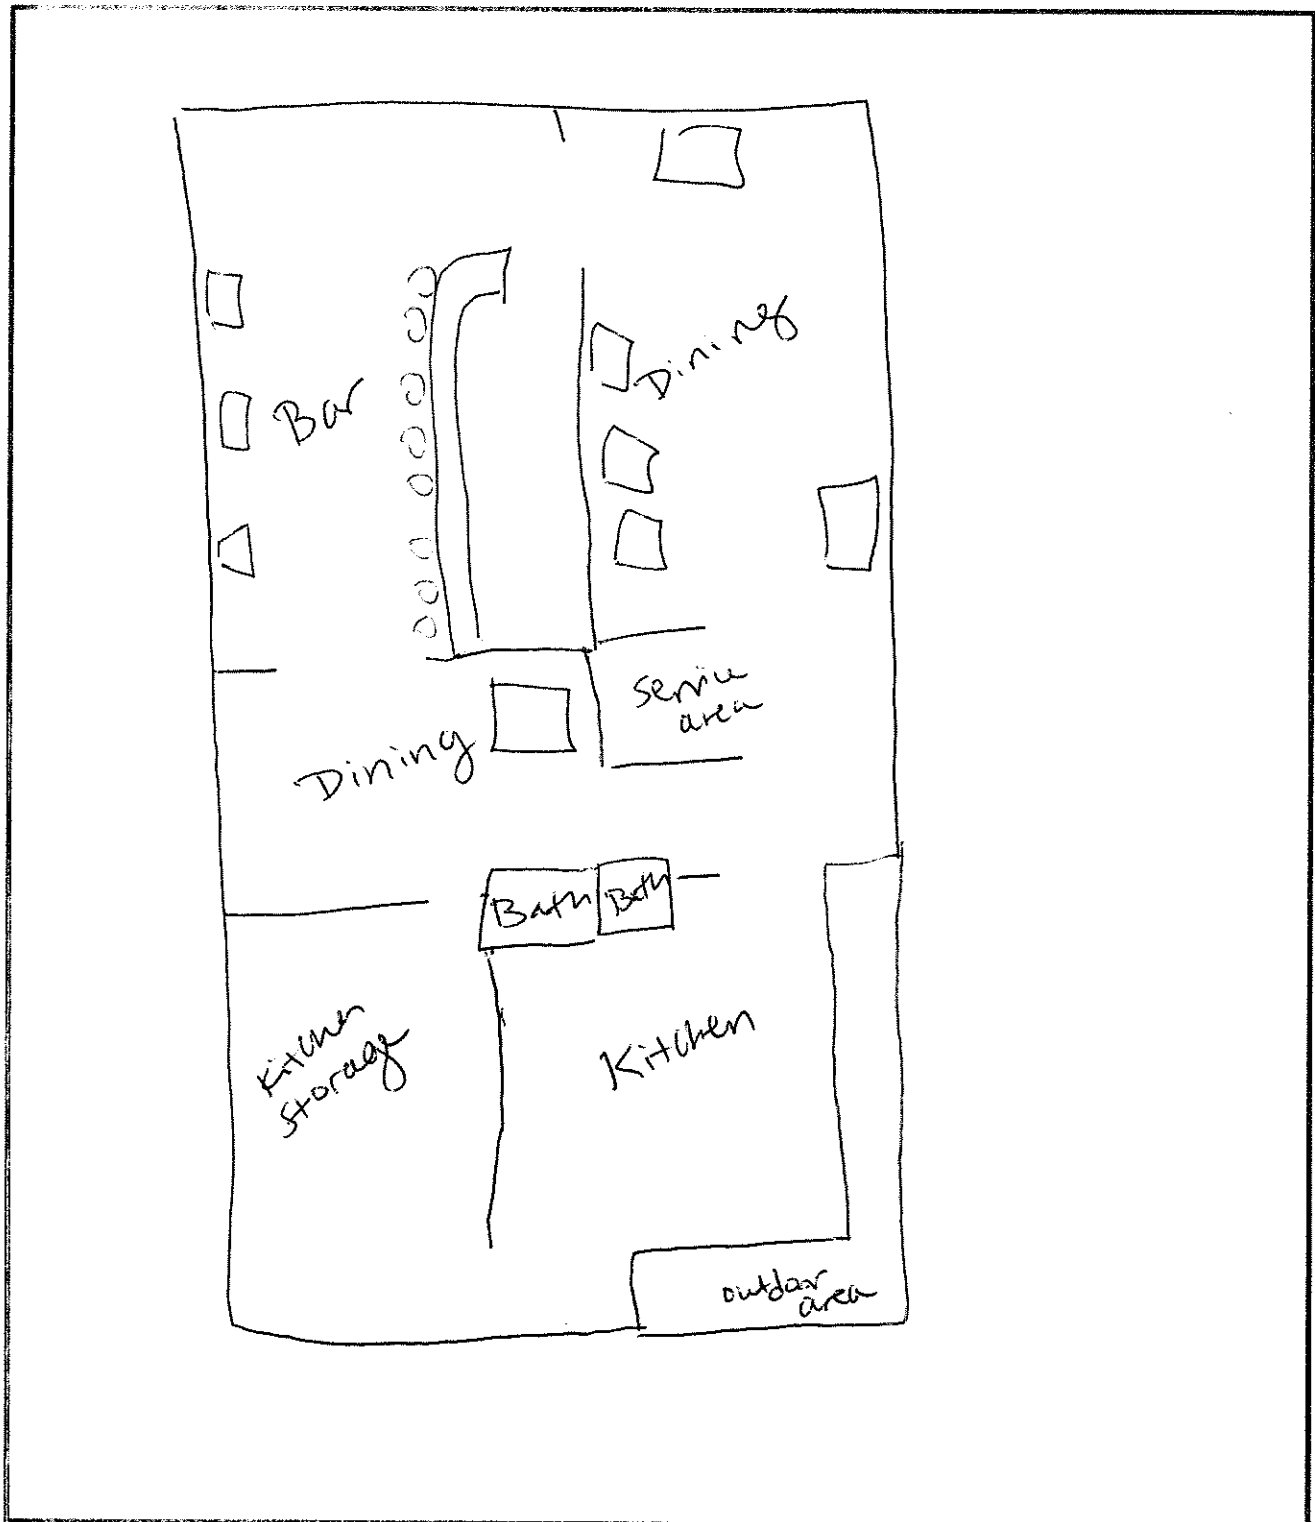 Bar
Dining
Service
area
Dining
Bath
Bath
Kitchen
storage
Kitchen
outdoor
area